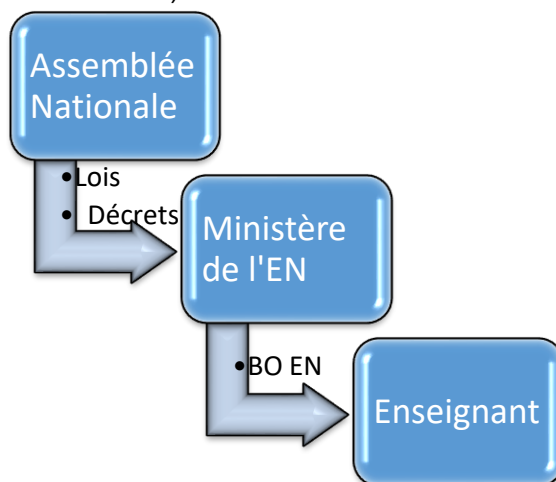 Assemblée
Nationale
•Lois
• Décrets
Ministère
de l'EN
•BO EN
Enseignant